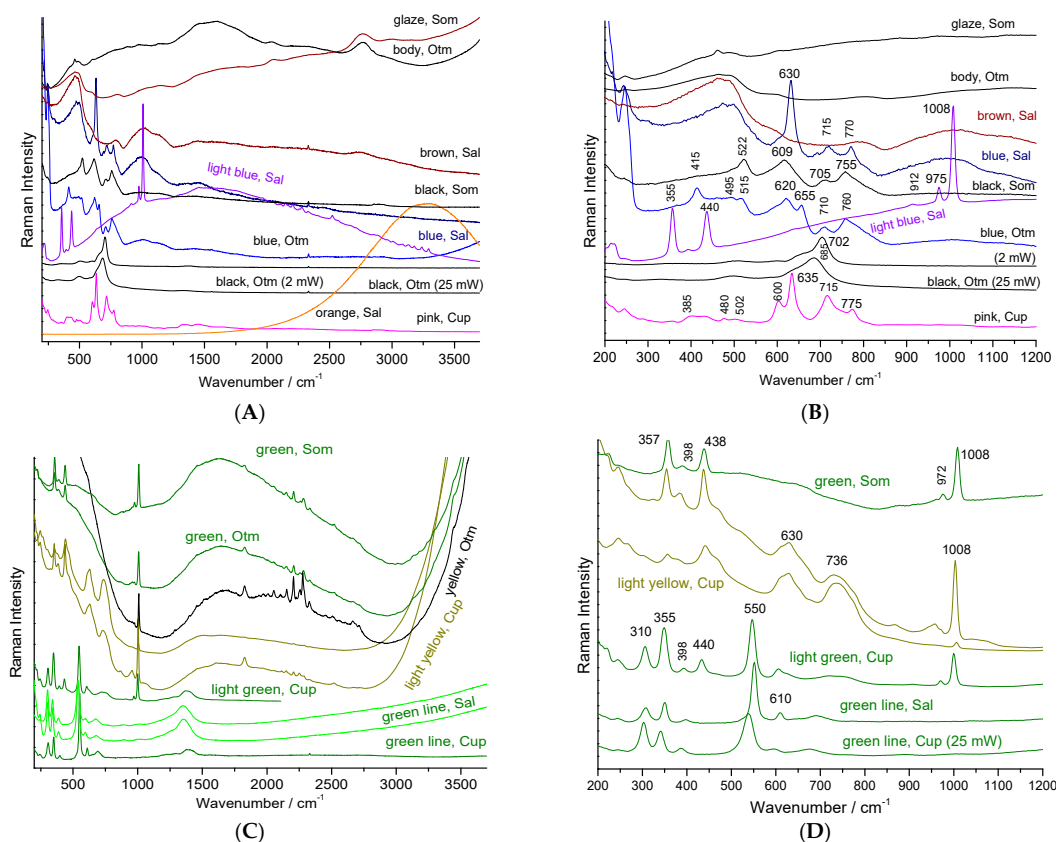 glaze, Som
body, Otm
brown, Sal
light blue, Sal
black, Som
blue, Otm
blue, Sal
black, Otm (2 mW)
black, Otm (25 mW)
orange, Sal
pink, Cup
Raman Intensity
500 1000 1500 2000 2500 3000 3500
Wavenumber / cm-1
(A)
glaze, Som
body, Otm
630
brown, Sal
1008
715
770
blue, Sal
522
609
755
415
705
black, Som
912
975
355
495
515
440
620
655
710
760
light blue, Sal
blue, Otm
702
685
(2 mW)
black, Otm (25 mW)
635
715
600
385
480
502
775
pink, Cup
Raman Intensity
200 300 400 500 600 700 800 900 1000 1100 1200
Wavenumber / cm-1
(B)
green, Som
green, Otm
yellow, Otm
light yellow, Cup
light green, Cup
green line, Sal
green line, Cup
Raman Intensity
500 1000 1500 2000 2500 3000 3500
Wavenumber / cm-1
(C)
357
398
438
1008
972
green, Som
630
736
1008
light yellow, Cup
550
310
355
398
440
light green, Cup
610
green line, Sal
green line, Cup (25 mW)
Raman Intensity
200 300 400 500 600 700 800 900 1000 1100 1200
Wavenumber / cm-1
(D)